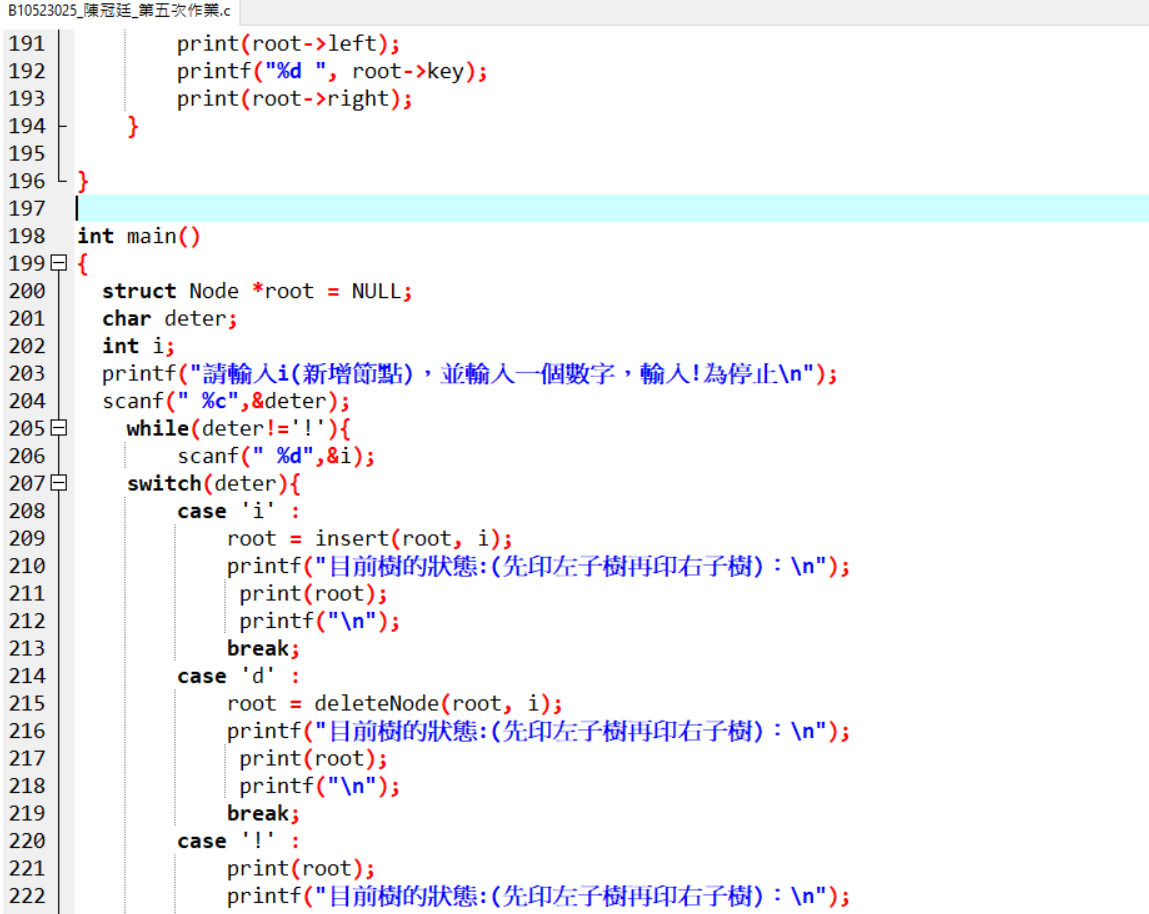 B10523025_陳冠廷_第五次作業.c
191 print(root->left);
192 printf("%d ", root->key);
193 print(root->right);
194 }
195
196 }
197
198 int main()
199 {
200 struct Node *root = NULL;
201 char deter;
202 int i;
203 printf("請輸入i(新增節點)，並輸入一個數字，輸入!為停止\n");
204 scanf(" %c",&deter);
205 while(deter!='!'){
206 scanf(" %d",&i);
207 switch(deter){
208 case 'i' :
209 root = insert(root, i);
210 printf("目前樹的狀態:(先印左子樹再印右子樹)：\n");
211 print(root);
212 printf("\n");
213 break;
214 case 'd' :
215 root = deleteNode(root, i);
216 printf("目前樹的狀態:(先印左子樹再印右子樹)：\n");
217 print(root);
218 printf("\n");
219 break;
220 case '!' :
221 print(root);
222 printf("目前樹的狀態:(先印左子樹再印右子樹)：\n");